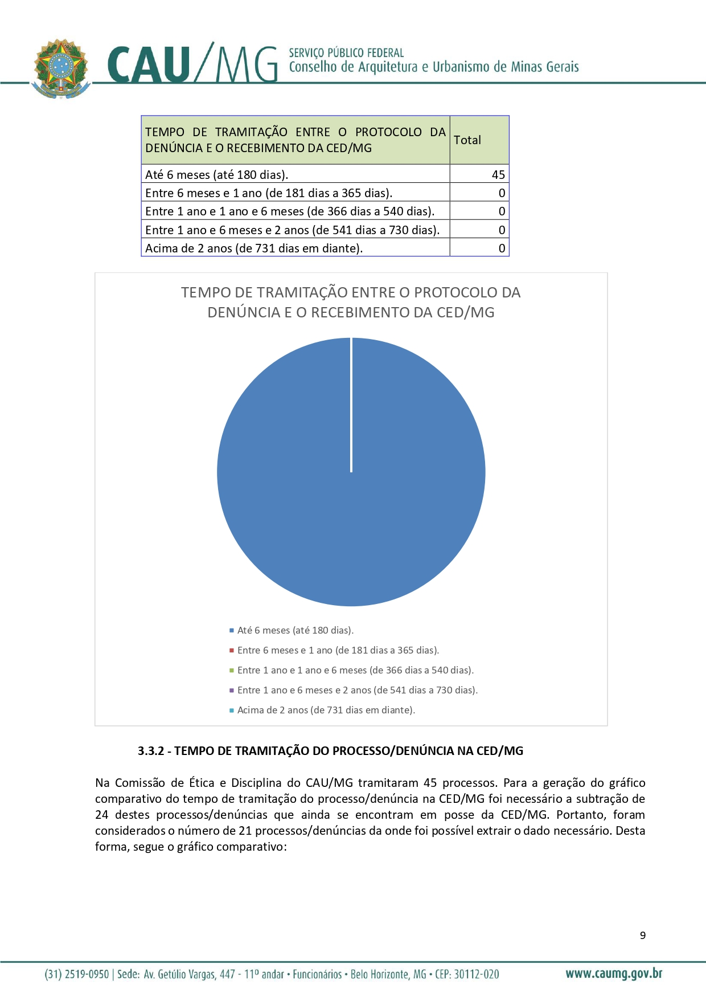 CAU/MG
SERVIÇO PÚBLICO FEDERAL
Conselho de Arquitetura e Urbanismo de Minas Gerais
TEMPO DE TRAMITAÇÃO ENTRE O PROTOCOLO DA
DENÚNCIA E O RECEBIMENTO DA CED/MG
Total
Até 6 meses (até 180 dias). 45
Entre 6 meses e 1 ano (de 181 dias a 365 dias). 0
Entre 1 ano e 1 ano e 6 meses (de 366 dias a 540 dias). 0
Entre 1 ano e 6 meses e 2 anos (de 541 dias a 730 dias). 0
Acima de 2 anos (de 731 dias em diante). 0
TEMPO DE TRAMITAÇÃO ENTRE O PROTOCOLO DA
DENÚNCIA E O RECEBIMENTO DA CED/MG
Até 6 meses (até 180 dias).
Entre 6 meses e 1 ano (de 181 dias a 365 dias).
Entre 1 ano e 1 ano e 6 meses (de 366 dias a 540 dias).
Entre 1 ano e 6 meses e 2 anos (de 541 dias a 730 dias).
Acima de 2 anos (de 731 dias em diante).
3.3.2 - TEMPO DE TRAMITAÇÃO DO PROCESSO/DENÚNCIA NA CED/MG
Na Comissão de Ética e Disciplina do CAU/MG tramitaram 45 processos. Para a geração do gráfico
comparativo do tempo de tramitação do processo/denúncia na CED/MG foi necessário a subtração de
24 destes processos/denúncias que ainda se encontram em posse da CED/MG. Portanto, foram
considerados o número de 21 processos/denúncias da onde foi possível extrair o dado necessário. Desta
forma, segue o gráfico comparativo:
9
(31) 2519-0950 | Sede: Av. Getúlio Vargas, 447 - 11º andar • Funcionários • Belo Horizonte, MG • CEP: 30112-020
www.caumg.gov.br